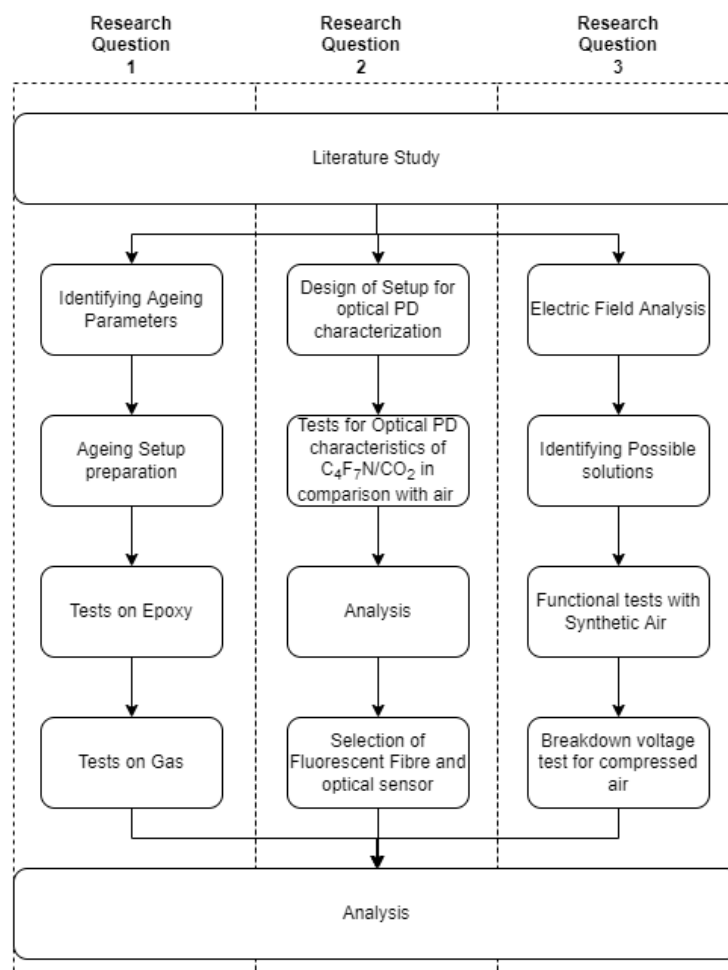 Research
Question
1
Research
Question
2
Research
Question
3
Literature Study
Identifying Ageing
Parameters
Design of Setup for
optical PD
characterization
Electric Field Analysis
Ageing Setup
preparation
Tests for Optical PD
characteristics of
C₄F₇N/CO₂ in
comparison with air
Identifying Possible
solutions
Tests on Epoxy
Analysis
Functional tests with
Synthetic Air
Tests on Gas
Selection of
Fluorescent Fibre and
optical sensor
Breakdown voltage
test for compressed
air
Analysis